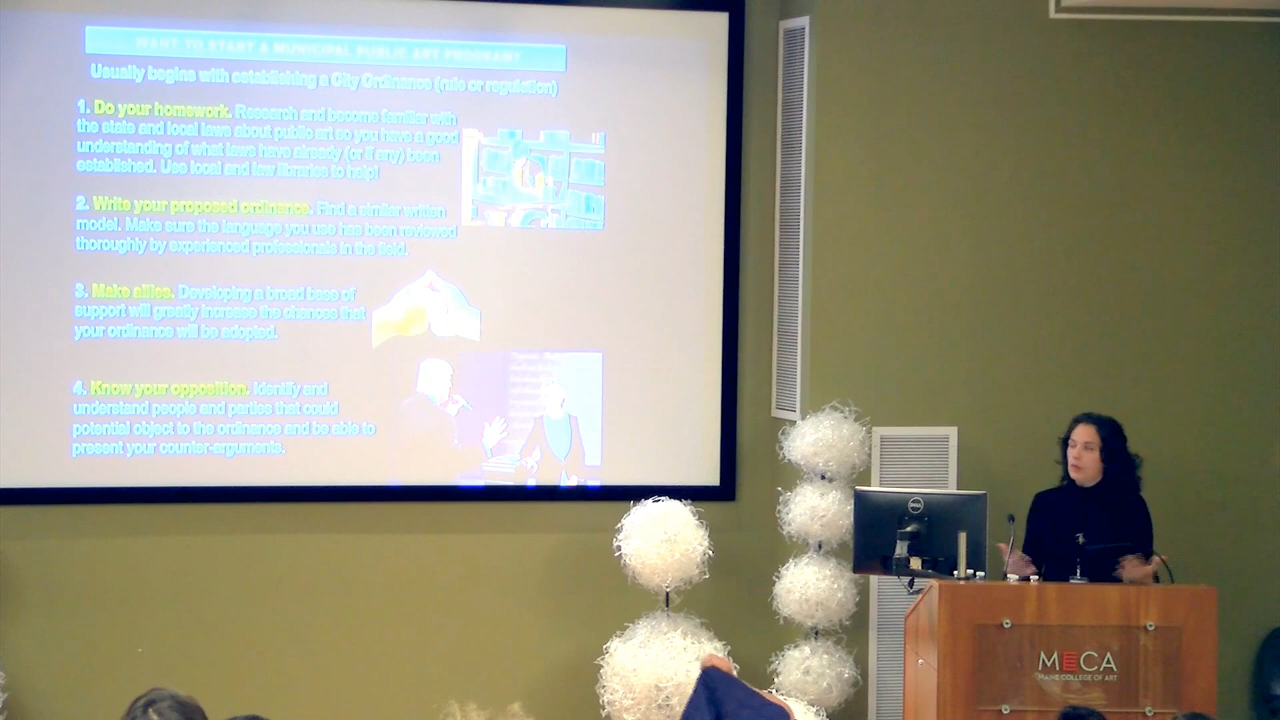 WANT TO START A MUNICIPAL PUBLIC ART PROGRAM?
Usually begins with establishing a City Ordinance (rule or regulation)
1. Do your homework. Research and become familiar with
the state and local laws about public art so you have a good
understanding of what laws have already (or if any) been
established. Use local and law libraries to help!
2. Write your proposed ordinance. Find a similar written
model. Make sure the language you use has been reviewed
thoroughly by experienced professionals in the field.
3. Make allies. Developing a broad base of
support will greatly increase the chances that
your ordinance will be adopted.
4. Know your opposition. Identify and
understand people and parties that could
potential object to the ordinance and be able to
present your counter-arguments.
DELL
MECA
MAINE COLLEGE OF ART